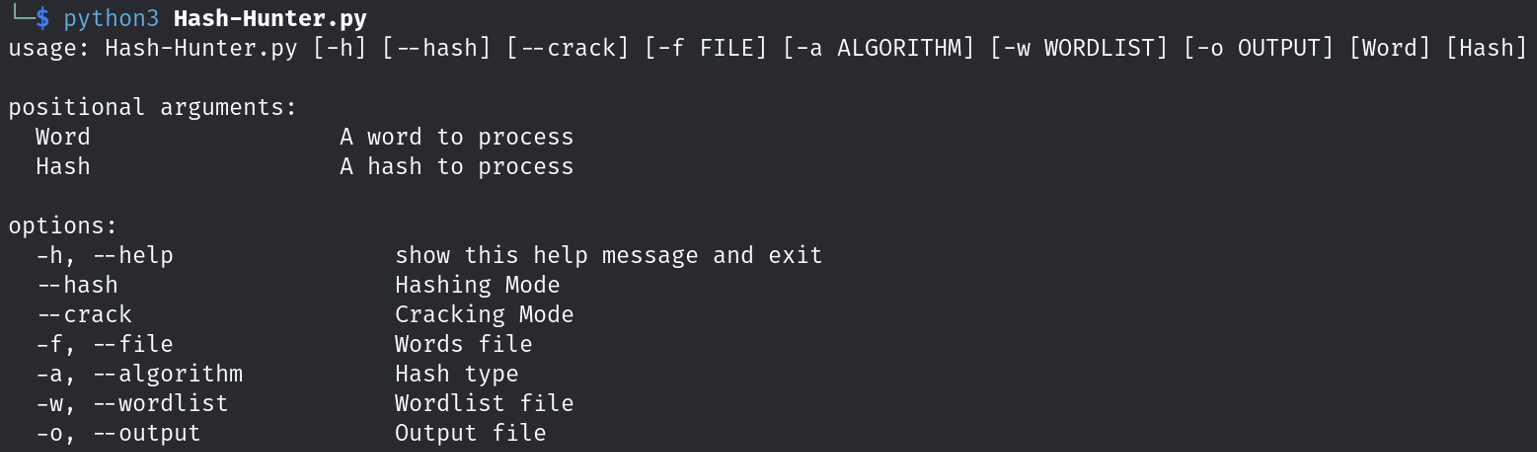 └─$ python3 Hash-Hunter.py
usage: Hash-Hunter.py [-h] [--hash] [--crack] [-f FILE] [-a ALGORITHM] [-w WORDLIST] [-o OUTPUT] [Word] [Hash]
positional arguments:
Word A word to process
Hash A hash to process
options:
-h, --help show this help message and exit
--hash Hashing Mode
--crack Cracking Mode
-f, --file Words file
-a, --algorithm Hash type
-w, --wordlist Wordlist file
-o, --output Output file